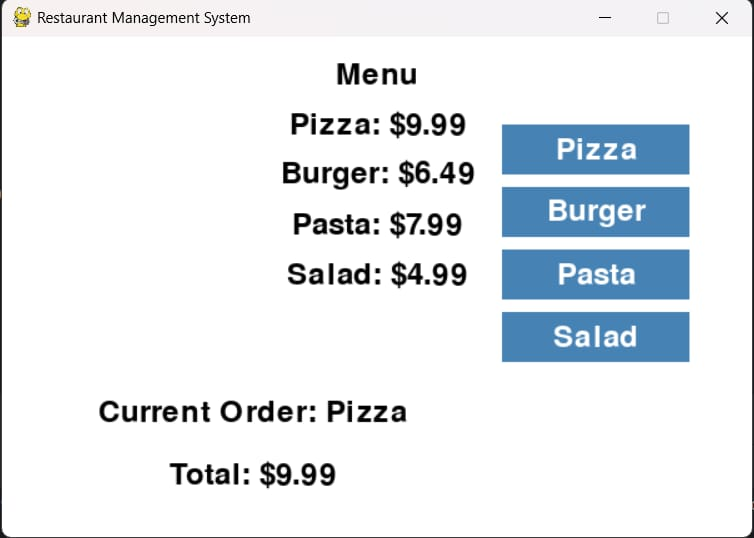 Restaurant Management System
Menu
Pizza: $9.99
Burger: $6.49
Pasta: $7.99
Salad: $4.99
Pizza
Burger
Pasta
Salad
Current Order: Pizza
Total: $9.99